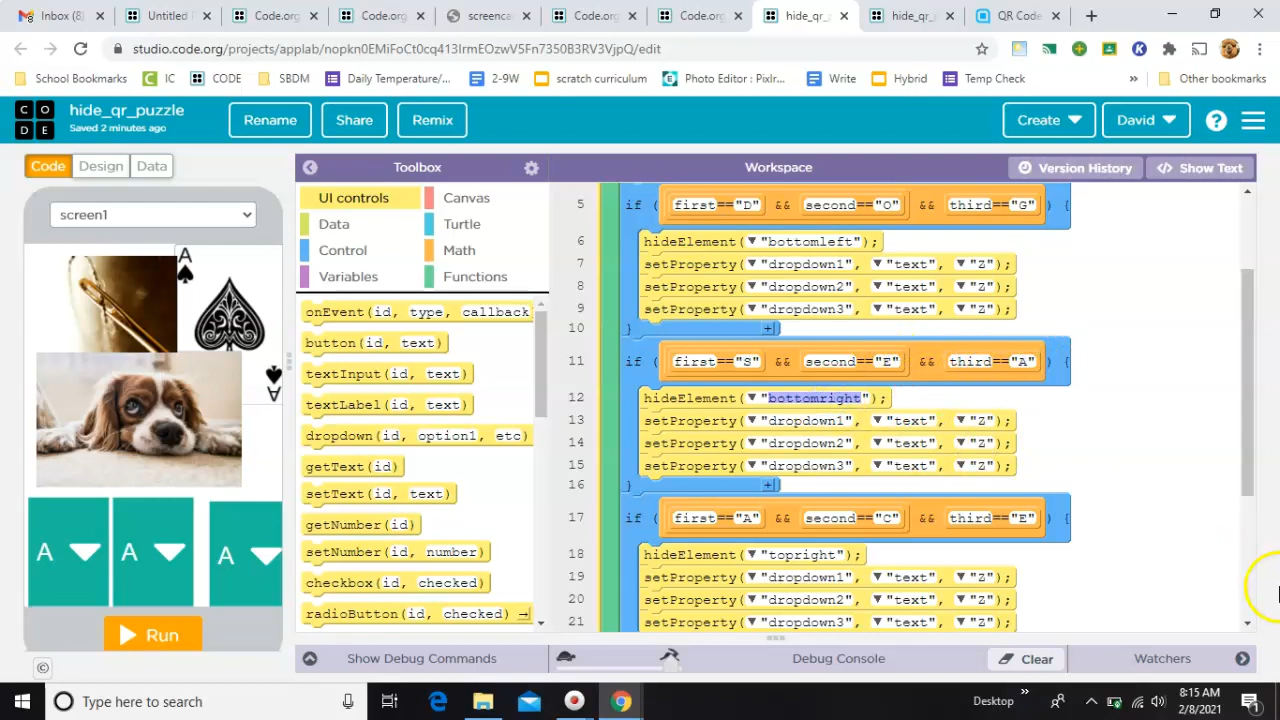 Inbox (8)
Untitled
Code.org
Code.org
screenca
Code.org
Code.org
hide_qr_p
hide_qr_p
QR Code
studio.code.org/projects/applab/nopkn0EMiFoCt0cq413IrmEOzwV5Fn7350B3RV3VjpQ/edit
School Bookmarks IC CODE SBDM Daily Temperature/... 2-9W scratch curriculum Photo Editor : Pixlr... Write Hybrid Temp Check » Other bookmarks
C O D E
hide_qr_puzzle
Saved 2 minutes ago
Rename Share Remix Create David ?
Code Design Data
Toolbox
Workspace
Version History
</> Show Text
screen1
UI controls Canvas
Data Turtle
Control Math
Variables Functions
A
A
A A A
Run
©
onEvent(id, type, callback
button(id, text)
textInput(id, text)
textLabel(id, text)
dropdown(id, option1, etc)
getText(id)
setText(id, text)
getNumber(id)
setNumber(id, number)
checkbox(id, checked)
radioButton(id, checked)
5 if ( first=="D" && second=="O" && third=="G" ) {
6 hideElement("bottomleft");
7 setProperty("dropdown1", "text", "Z");
8 setProperty("dropdown2", "text", "Z");
9 setProperty("dropdown3", "text", "Z");
10 } +
11 if ( first=="S" && second=="E" && third=="A" ) {
12 hideElement("bottomright");
13 setProperty("dropdown1", "text", "Z");
14 setProperty("dropdown2", "text", "Z");
15 setProperty("dropdown3", "text", "Z");
16 } +
17 if ( first=="A" && second=="C" && third=="E" ) {
18 hideElement("topright");
19 setProperty("dropdown1", "text", "Z");
20 setProperty("dropdown2", "text", "Z");
21 setProperty("dropdown3", "text", "Z");
Show Debug Commands
Debug Console
Clear
Watchers
Type here to search
Desktop »
8:15 AM
2/8/2021
1